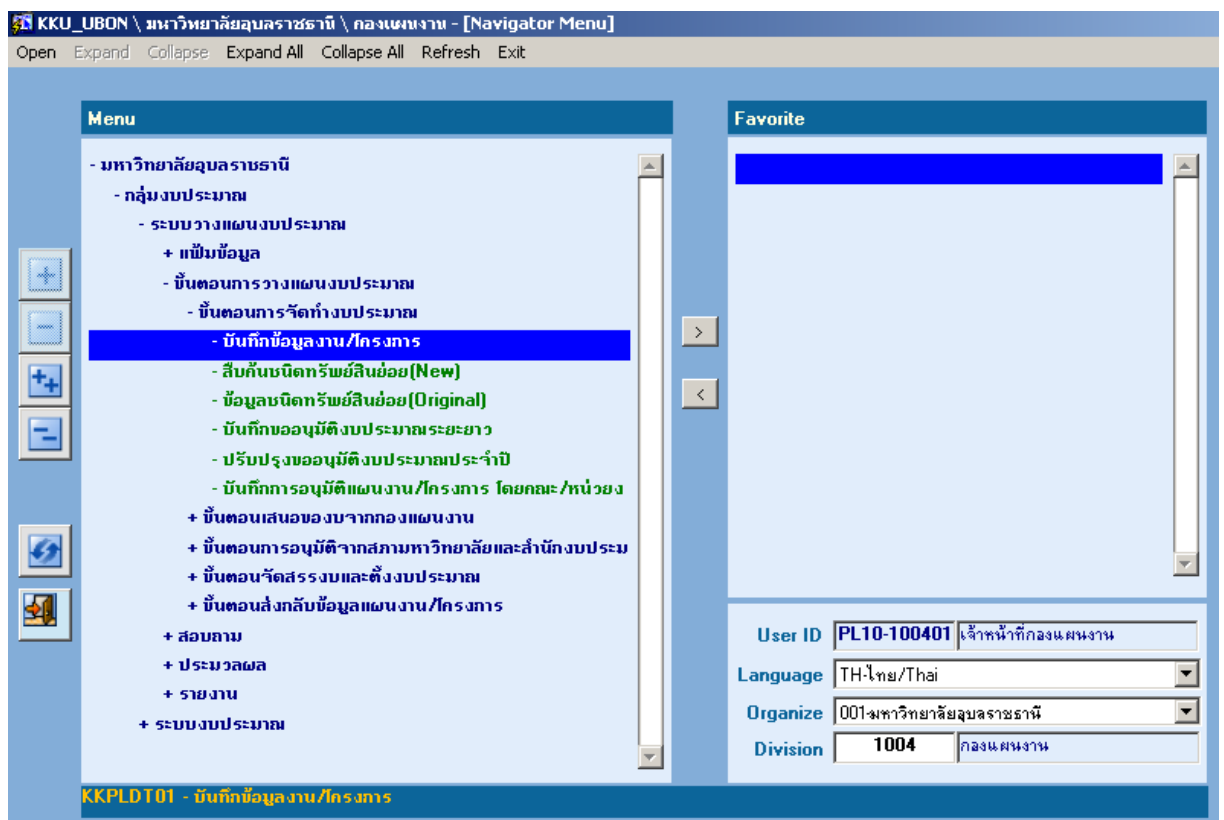 KKU_UBON \ มหาวิทยาลัยอุบลราชธานี \ กองแผนงาน - [Navigator Menu]
Open Expand Collapse Expand All Collapse All Refresh Exit
Menu
- มหาวิทยาลัยอุบลราชธานี
- กลุ่มงบประมาณ
- ระบบวางแผนงบประมาณ
+ แฟ้มข้อมูล
- ขั้นตอนการวางแผนงบประมาณ
- ขั้นตอนการจัดทำงบประมาณ
- บันทึกข้อมูลงาน/โครงการ
- สืบค้นชนิดทรัพย์สินย่อย(New)
- ข้อมูลชนิดทรัพย์สินย่อย(Original)
- บันทึกขออนุมัติงบประมาณระยะยาว
- ปรับปรุงขออนุมัติงบประมาณประจำปี
- บันทึกการอนุมัติแผนงาน/โครงการ โดยคณะ/หน่วยง
+ ขั้นตอนเสนอของบจากกองแผนงาน
+ ขั้นตอนการอนุมัติจากสภามหาวิทยาลัยและสำนักงบประม
+ ขั้นตอนจัดสรรงบและตั้งงบประมาณ
+ ขั้นตอนส่งกลับข้อมูลแผนงาน/โครงการ
+ สอบถาม
+ ประมวลผล
+ รายงาน
+ ระบบงบประมาณ
Favorite
> 
<
User ID PL10-100401 เจ้าหน้าที่กองแผนงาน
Language TH-ไทย/Thai
Organize 001-มหาวิทยาลัยอุบลราชธานี
Division 1004 กองแผนงาน
KKPLDT01 - บันทึกข้อมูลงาน/โครงการ